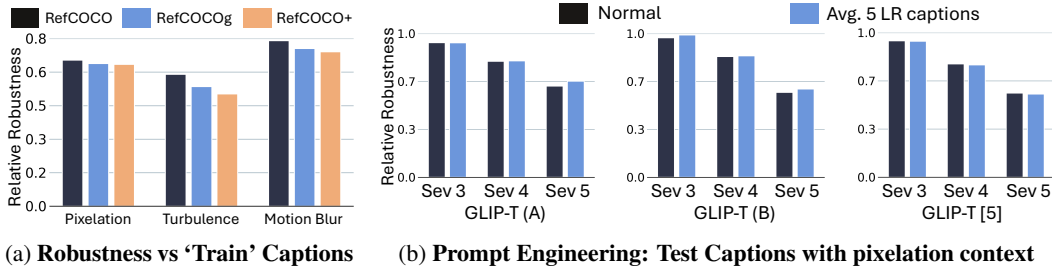 RefCOCO RefCOCOg RefCOCO+
Relative Robustness
0.8
0.6
0.5
0.3
0.2
0.0
Pixelation Turbulence Motion Blur
(a) Robustness vs ‘Train’ Captions
Normal Avg. 5 LR captions
Relative Robustness
1.0
0.7
0.3
0.0
Sev 3 Sev 4 Sev 5
GLIP-T (A)
1.0
0.7
0.3
0.0
Sev 3 Sev 4 Sev 5
GLIP-T (B)
1.0
0.7
0.3
0.0
Sev 3 Sev 4 Sev 5
GLIP-T [5]
(b) Prompt Engineering: Test Captions with pixelation context